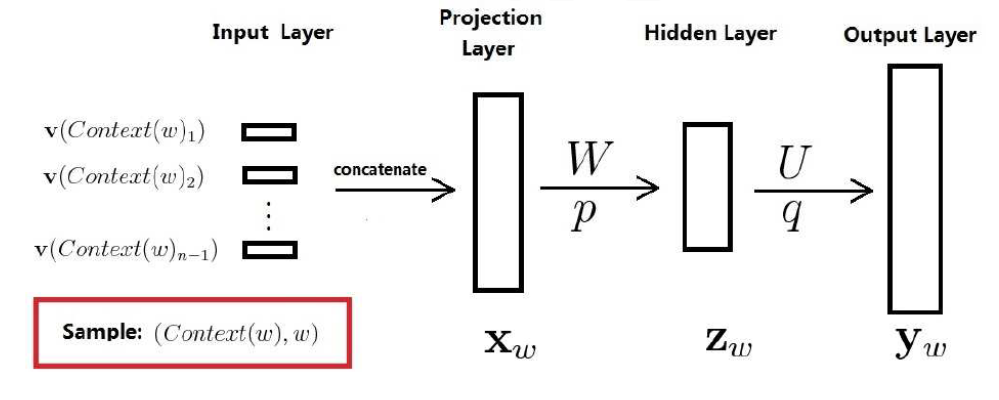 Input Layer
Projection
Layer
Hidden Layer
Output Layer
v(Context(w)₁)
v(Context(w)₂)
⋮
v(Context(w)ₙ₋₁)
concatenate
W
p
U
q
Sample: (Context(w), w)
x_w
z_w
y_w